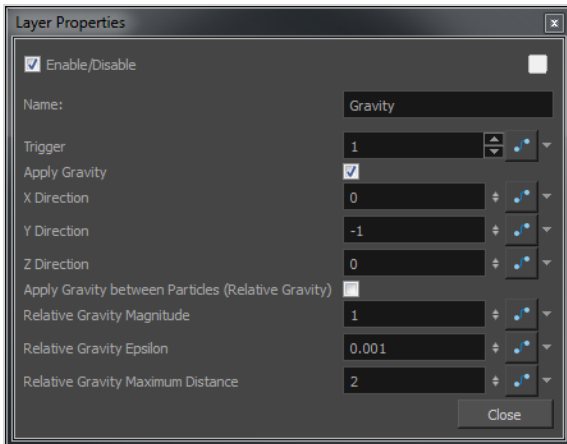 Layer Properties
Enable/Disable
Name: Gravity
Trigger 1
Apply Gravity
X Direction 0
Y Direction -1
Z Direction 0
Apply Gravity between Particles (Relative Gravity)
Relative Gravity Magnitude 1
Relative Gravity Epsilon 0.001
Relative Gravity Maximum Distance 2
Close